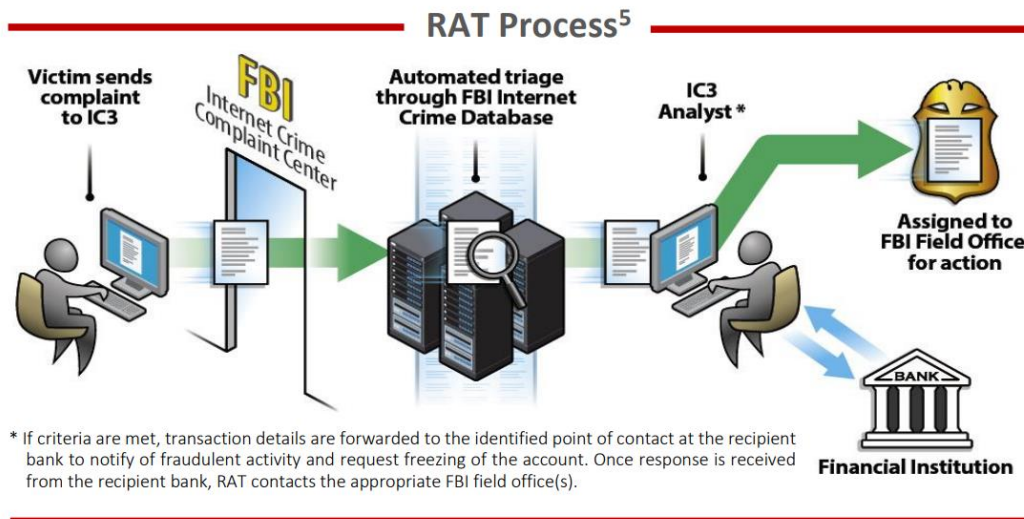 RAT Process5
Victim sends
complaint
to IC3
FBI
Internet Crime
Complaint Center
Automated triage
through FBI Internet
Crime Database
IC3
Analyst *
Assigned to
FBI Field Office
for action
BANK
Financial Institution
* If criteria are met, transaction details are forwarded to the identified point of contact at the recipient
bank to notify of fraudulent activity and request freezing of the account. Once response is received
from the recipient bank, RAT contacts the appropriate FBI field office(s).